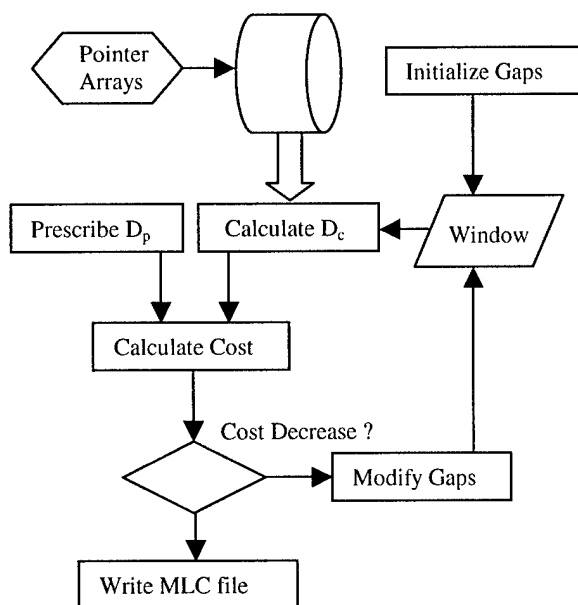 Pointer
Arrays
Initialize Gaps
Prescribe Dp
Calculate Dc
Window
Calculate Cost
Cost Decrease ?
Modify Gaps
Write MLC file